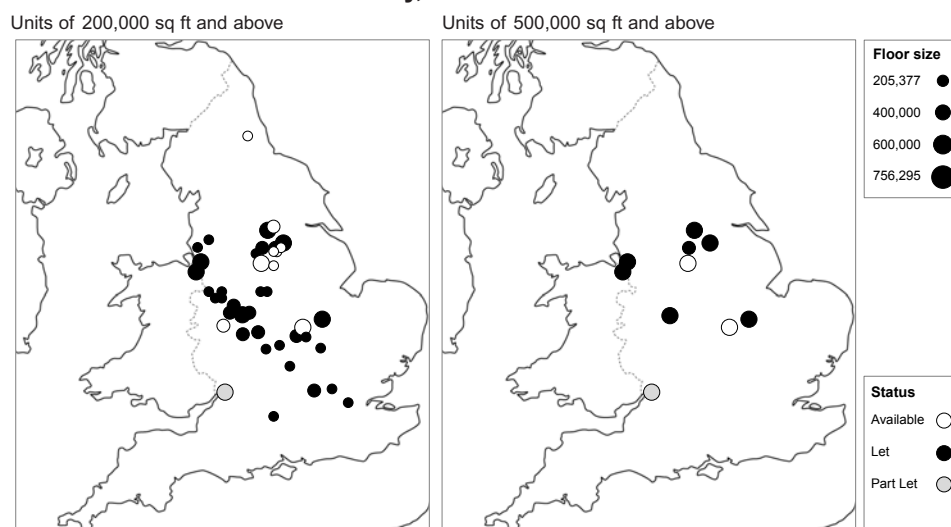 Units of 200,000 sq ft and above
Units of 500,000 sq ft and above
Floor size
205,377
400,000
600,000
756,295
Status
Available
Let
Part Let